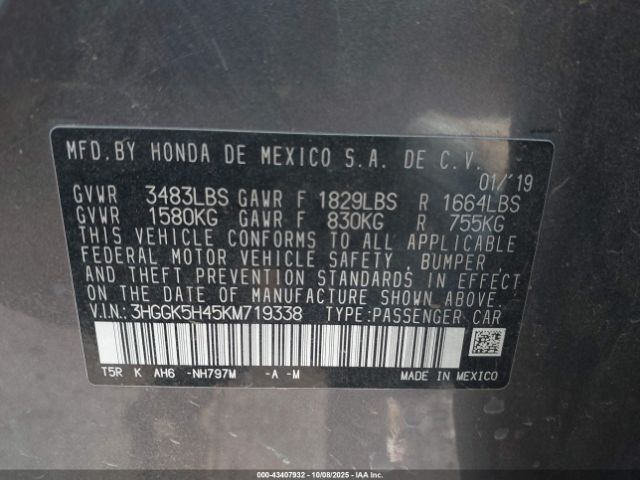 MFD.BY HONDA DE MEXICO S.A. DE C.V.
01/'19
GVWR 3483LBS GAWR F 1829LBS R 1664LBS
GVWR 1580KG GAWR F 830KG R 755KG
THIS VEHICLE CONFORMS TO ALL APPLICABLE
FEDERAL MOTOR VEHICLE SAFETY, BUMPER,
AND THEFT PREVENTION STANDARDS IN EFFECT
ON THE DATE OF MANUFACTURE SHOWN ABOVE.
V.I.N.: 3HGGK5H45KM719338 TYPE:PASSENGER CAR
T5R K AH6 -NH797M -A -M MADE IN MEXICO
000-43407932 - 10/08/2025 - COPYRIGHT IAA, LLC.